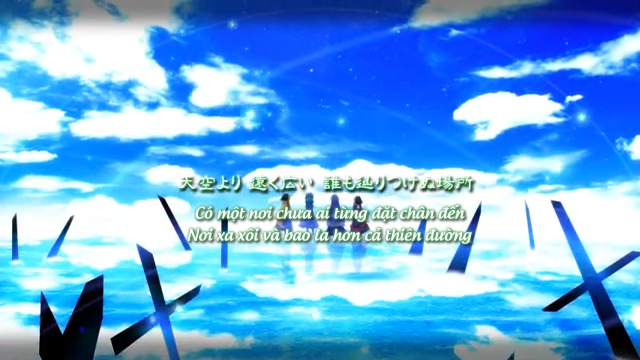 天空より 遠く広い 誰も辿りつけぬ場所
Có một nơi chưa ai từng đặt chân đến
Nơi xa xôi và bao la hơn cả thiên đường